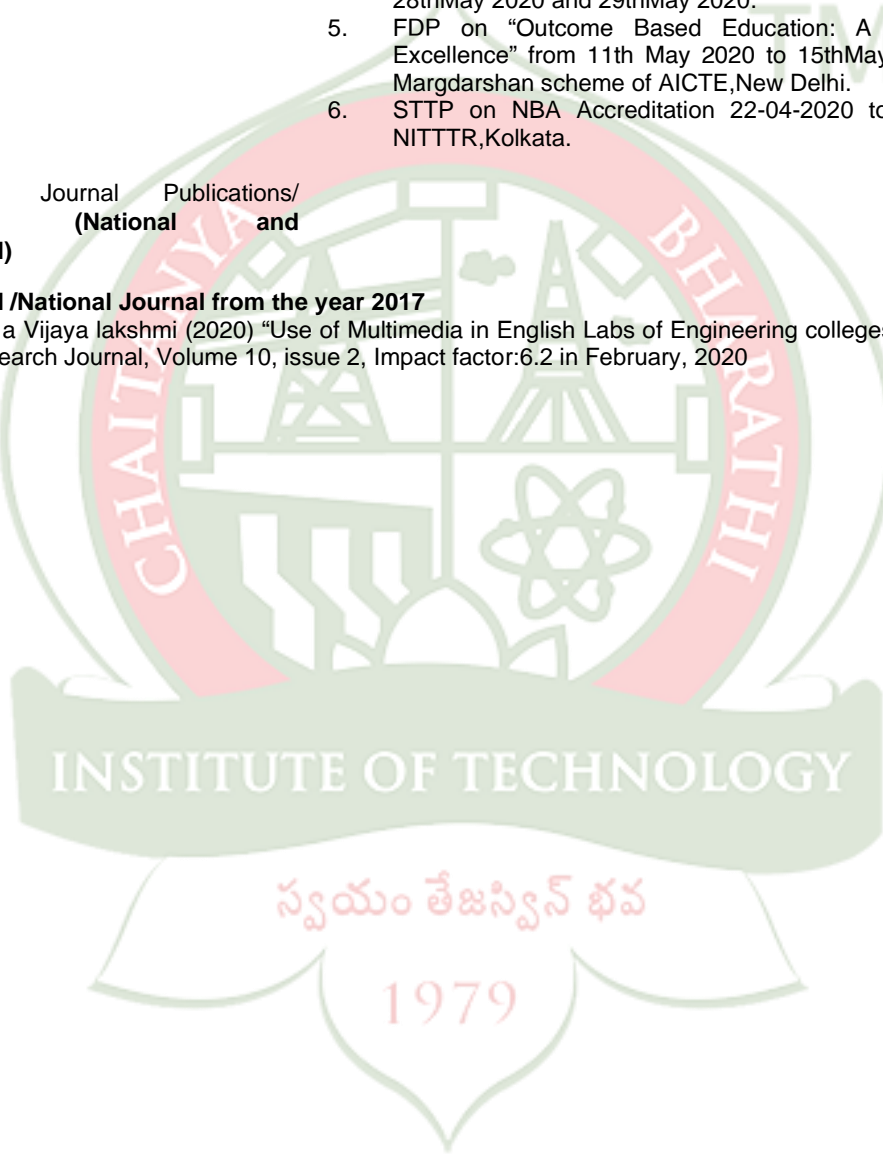 28thMay 2020 and 29thMay 2020.
5. FDP on “Outcome Based Education: A
Excellence” from 11th May 2020 to 15thMay
Margdarshan scheme of AICTE,New Delhi.
6. STTP on NBA Accreditation 22-04-2020 to
NITTTR,Kolkata.
Journal Publications/
(National and
l)
l /National Journal from the year 2017
a Vijaya lakshmi (2020) “Use of Multimedia in English Labs of Engineering colleges
earch Journal, Volume 10, issue 2, Impact factor:6.2 in February, 2020
TM
CHAITANYA BHARATHI
INSTITUTE OF TECHNOLOGY
స్వయం తేజస్విన్ భవ
1979